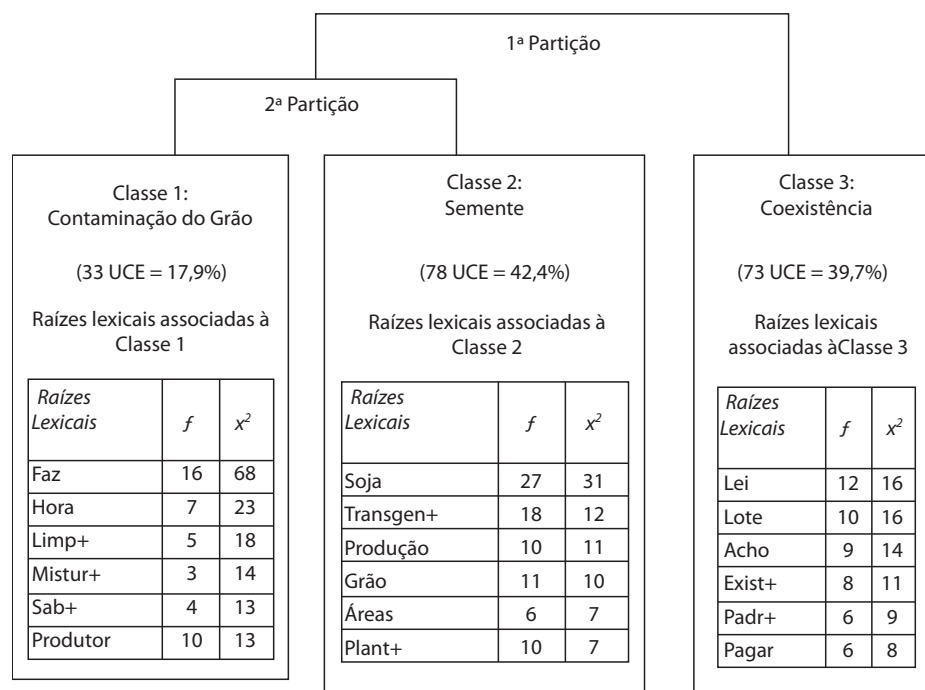 1ª Partição
2ª Partição
Classe 1:
Contaminação do Grão
(33 UCE = 17,9%)
Raízes lexicais associadas à
Classe 1
Raízes
Lexicais ƒ x²
Faz 16 68
Hora 7 23
Limp+ 5 18
Mistur+ 3 14
Sab+ 4 13
Produtor 10 13
Classe 2:
Semente
(78 UCE = 42,4%)
Raízes lexicais associadas à
Classe 2
Raízes
Lexicais ƒ x²
Soja 27 31
Transgen+ 18 12
Produção 10 11
Grão 11 10
Áreas 6 7
Plant+ 10 7
Classe 3:
Coexistência
(73 UCE = 39,7%)
Raízes lexicais
associadas àClasse 3
Raízes
Lexicais ƒ x²
Lei 12 16
Lote 10 16
Acho 9 14
Exist+ 8 11
Padr+ 6 9
Pagar 6 8